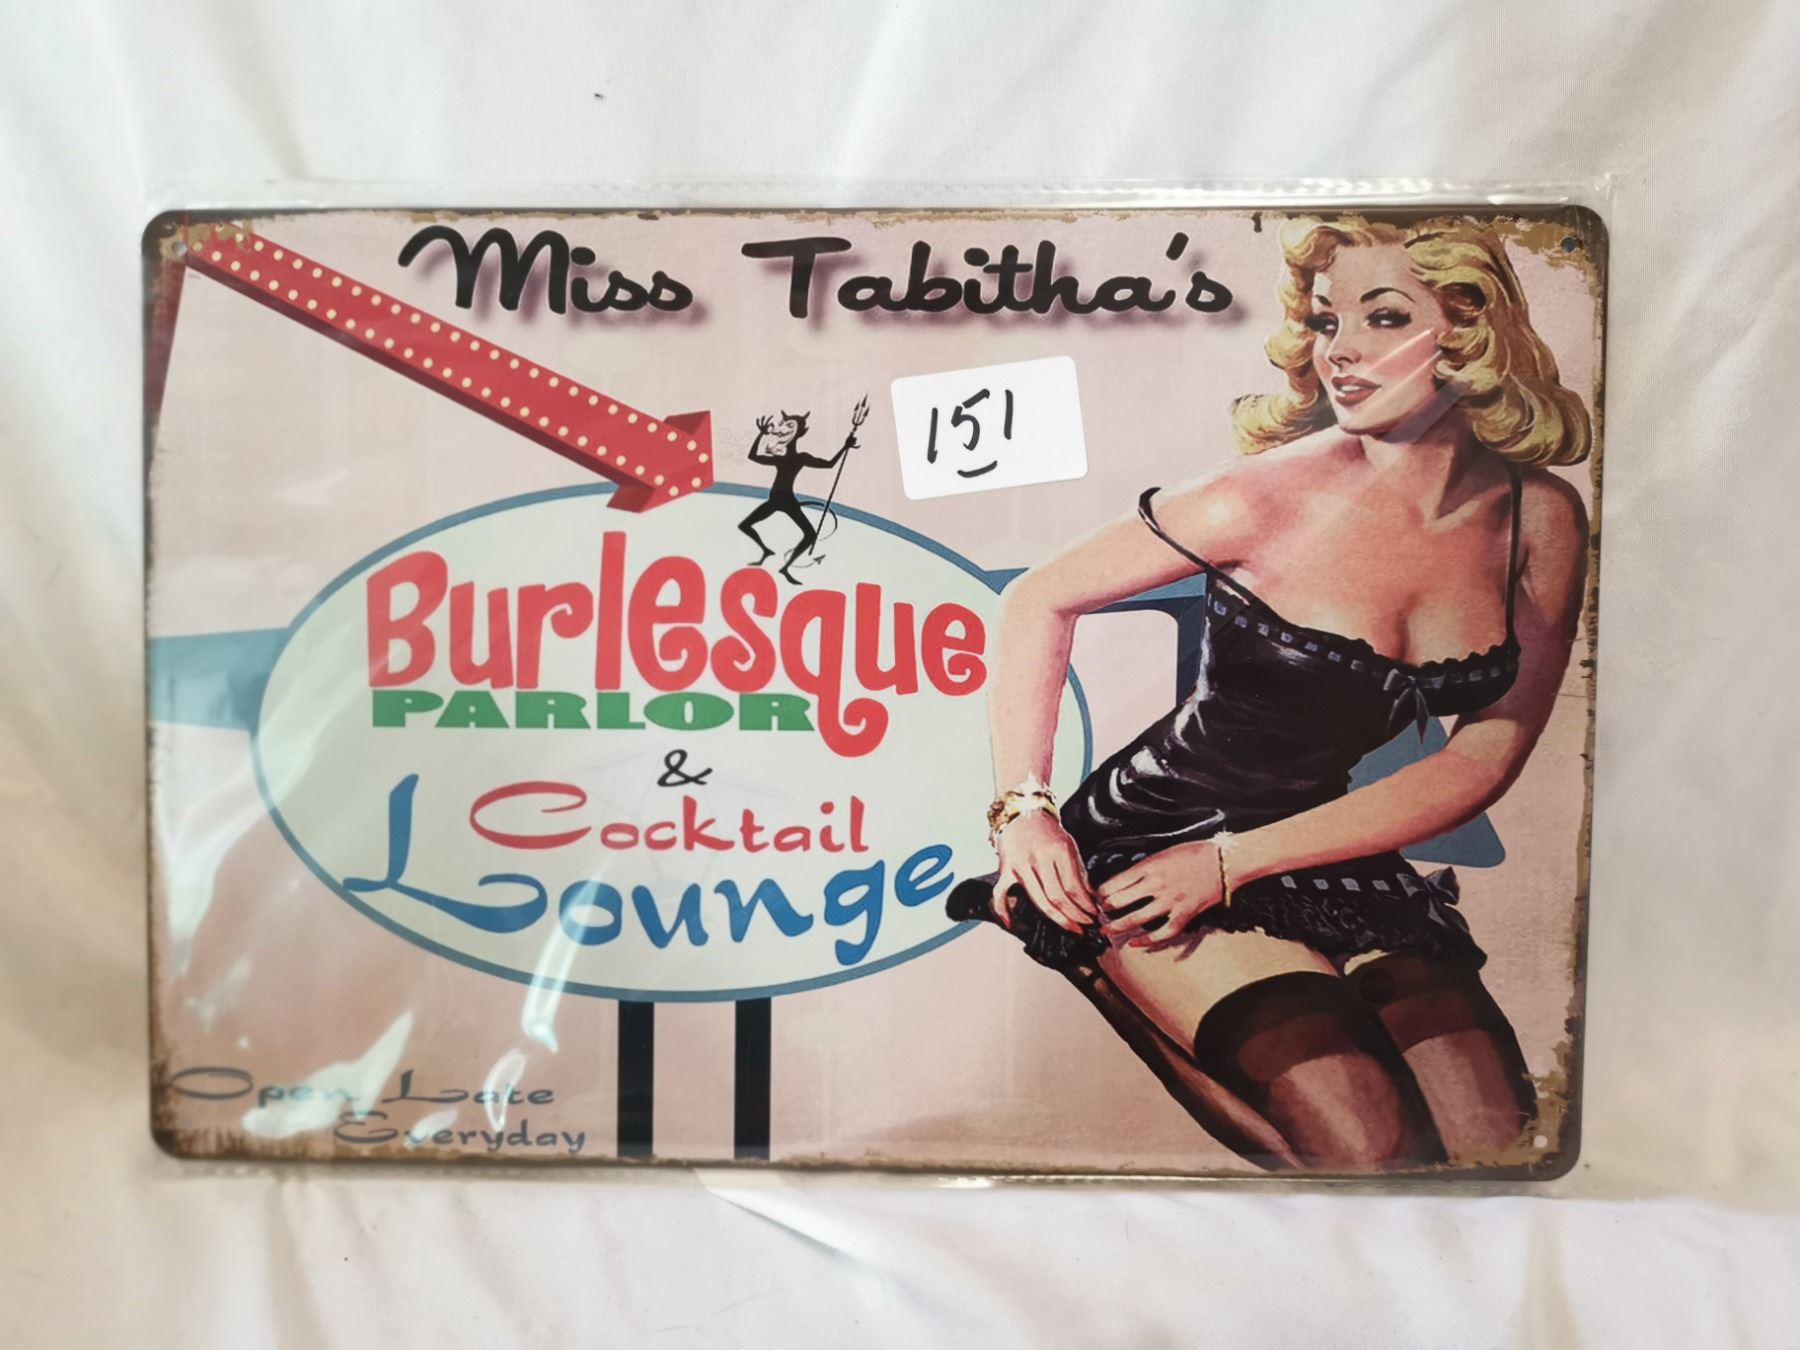 Miss Tabitha's
151
Burlesque
PARLOR
&
Cocktail
Lounge
Open Late
Everyday